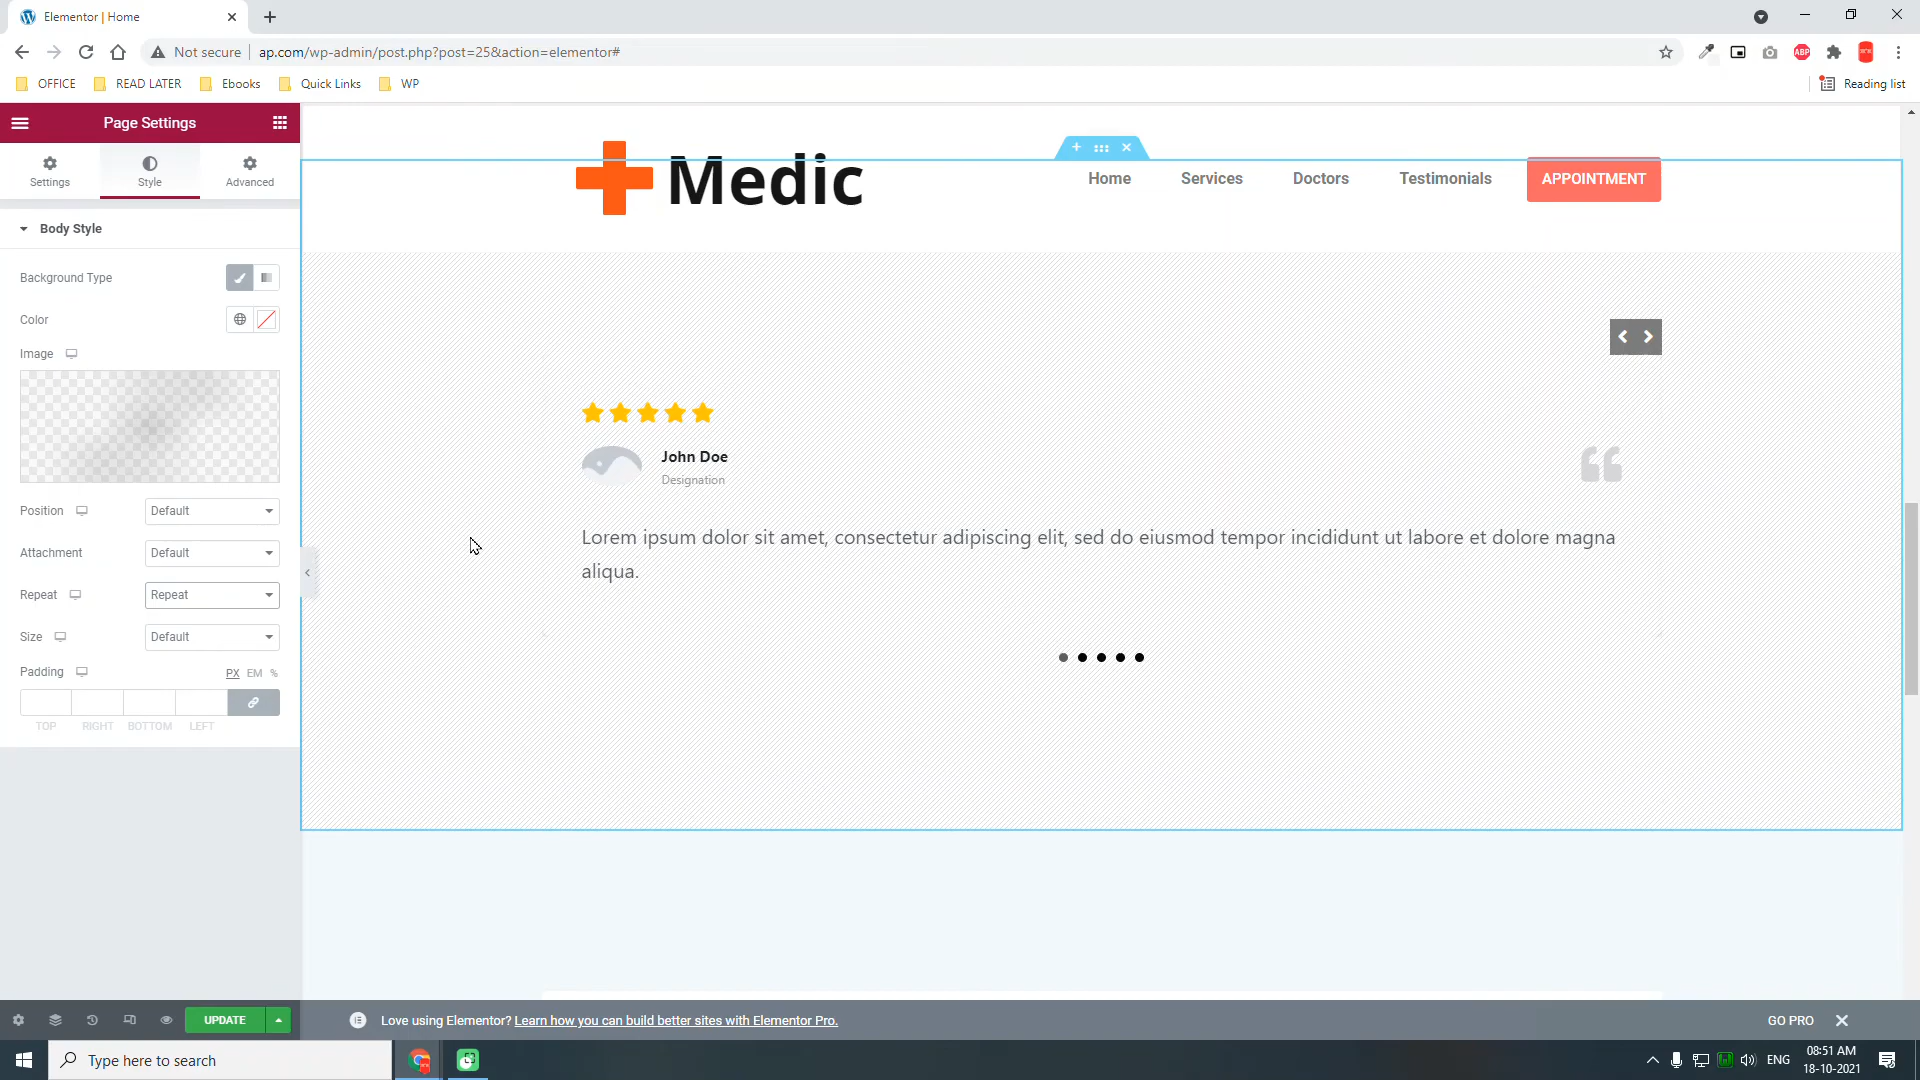 Elementor | Home
Not secure
ap.com/wp-admin/post.php?post=25&action=elementor#
ABP
OFFICE
READ LATER
Ebooks
Quick Links
WP
Reading list
Page Settings
Settings
Style
Advanced
Body Style
Background Type
Color
Image
Position
Default
Attachment
Default
Repeat
Repeat
Size
Default
Padding
PX EM %
TOP RIGHT BOTTOM LEFT
UPDATE
Medic
Home
Services
Doctors
Testimonials
APPOINTMENT
John Doe
Designation
Lorem ipsum dolor sit amet, consectetur adipiscing elit, sed do eiusmod tempor incididunt ut labore et dolore magna
aliqua.
Love using Elementor? Learn how you can build better sites with Elementor Pro.
GO PRO
Type here to search
ENG
08:51 AM
18-10-2021